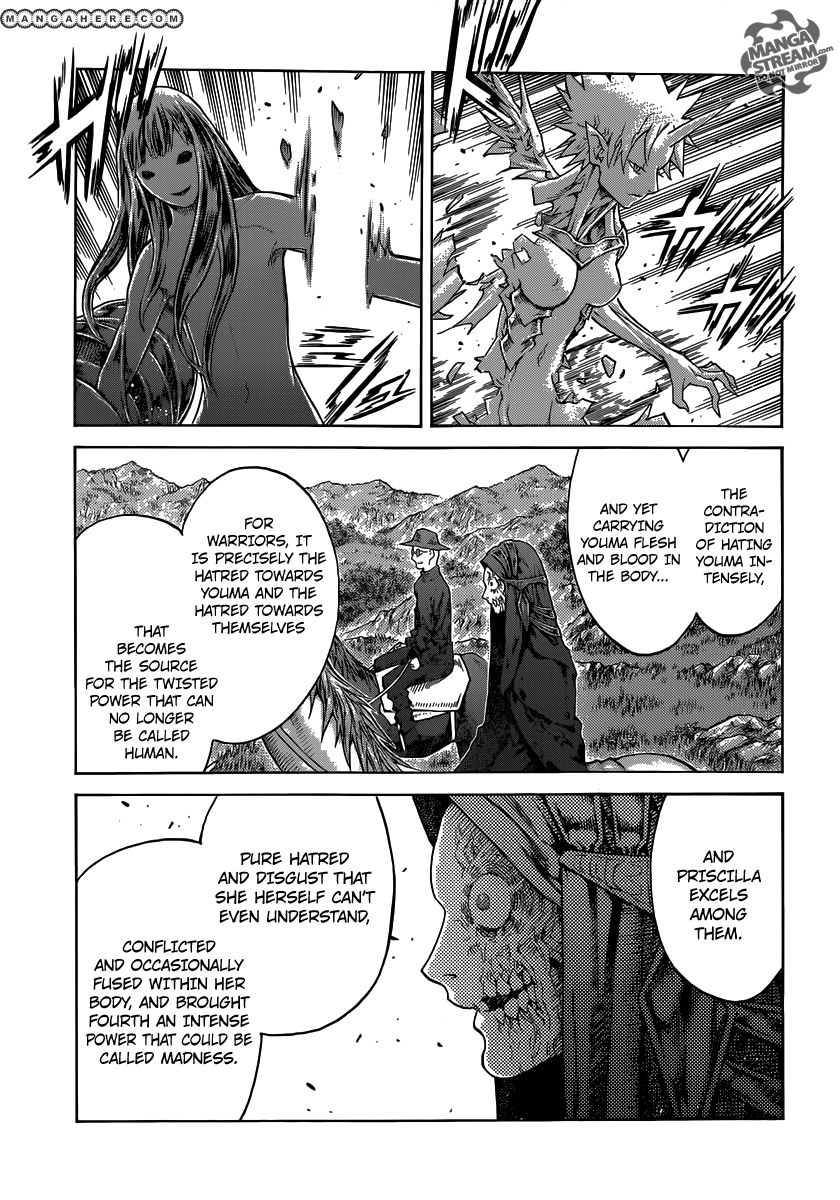 MANGAHERE.COM
MANGA
STREAM.com
DO NOT MIRROR
THE
CONTRA-
DICTION
OF HATING
YOUMA IN-
TENSELY,
AND YET
CARRYING
YOUMA FLESH
AND BLOOD IN
THE BODY...
FOR
WARRIORS, IT
IS PRECISELY THE
HATRED TOWARDS
YOUMA AND THE
HATRED TOWARDS
THEMSELVES
THAT
BECOMES
THE SOURCE
FOR THE TWISTED
POWER THAT CAN
NO LONGER
BE CALLED
HUMAN.
AND
PRISCILLA
EXCELS
AMONG
THEM.
PURE HATRED
AND DISGUST THAT
SHE HERSELF CAN'T
EVEN UNDERSTAND,
CONFLICTED
AND OCCASIONALLY
FUSED WITHIN HER
BODY, AND BROUGHT
FOURTH AN INTENSE
POWER THAT COULD BE
CALLED MADNESS.